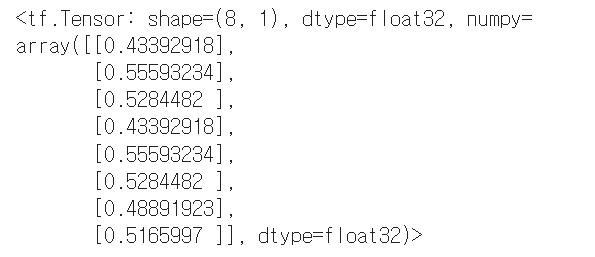 <tf.Tensor: shape=(8, 1), dtype=float32, numpy=
array([[0.43392918],
       [0.55593234],
       [0.5284482 ],
       [0.43392918],
       [0.55593234],
       [0.5284482 ],
       [0.48891923],
       [0.5165997 ]], dtype=float32)>